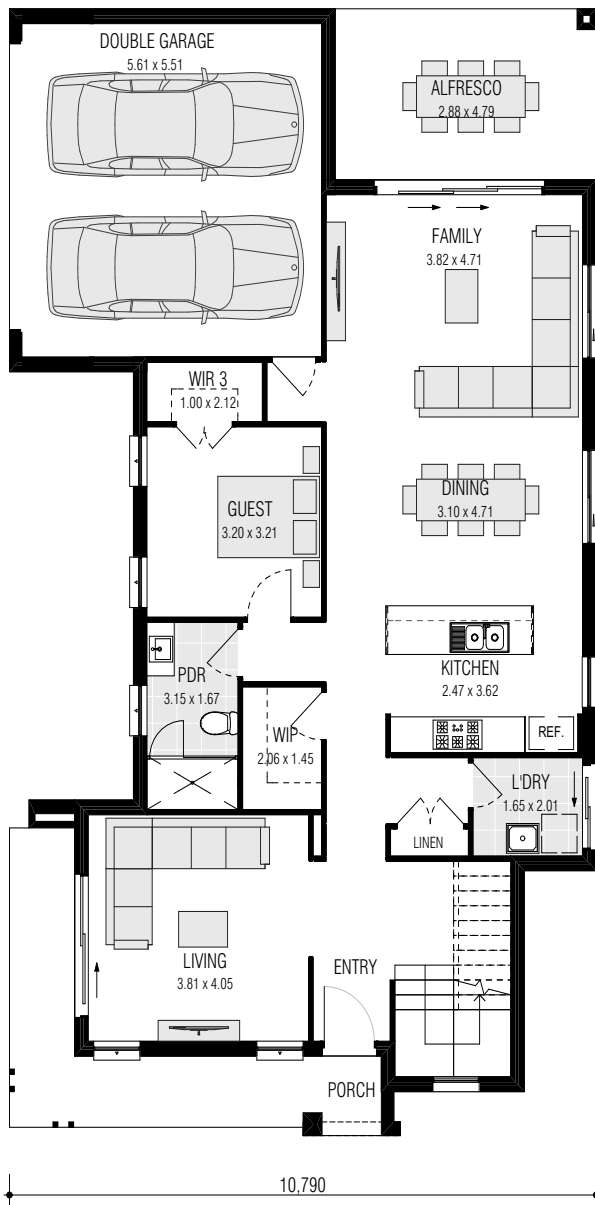 DOUBLE GARAGE
5.61 x 5.51
ALFRESCO
2.88 x 4.79
FAMILY
3.82 x 4.71
WIR 3
1.00 x 2.12
GUEST
3.20 x 3.21
DINING
3.10 x 4.71
KITCHEN
2.47 x 3.62
PDR
3.15 x 1.67
WIP
2.06 x 1.45
REF.
L'DRY
1.65 x 2.01
LINEN
LIVING
3.81 x 4.05
ENTRY
PORCH
10,790